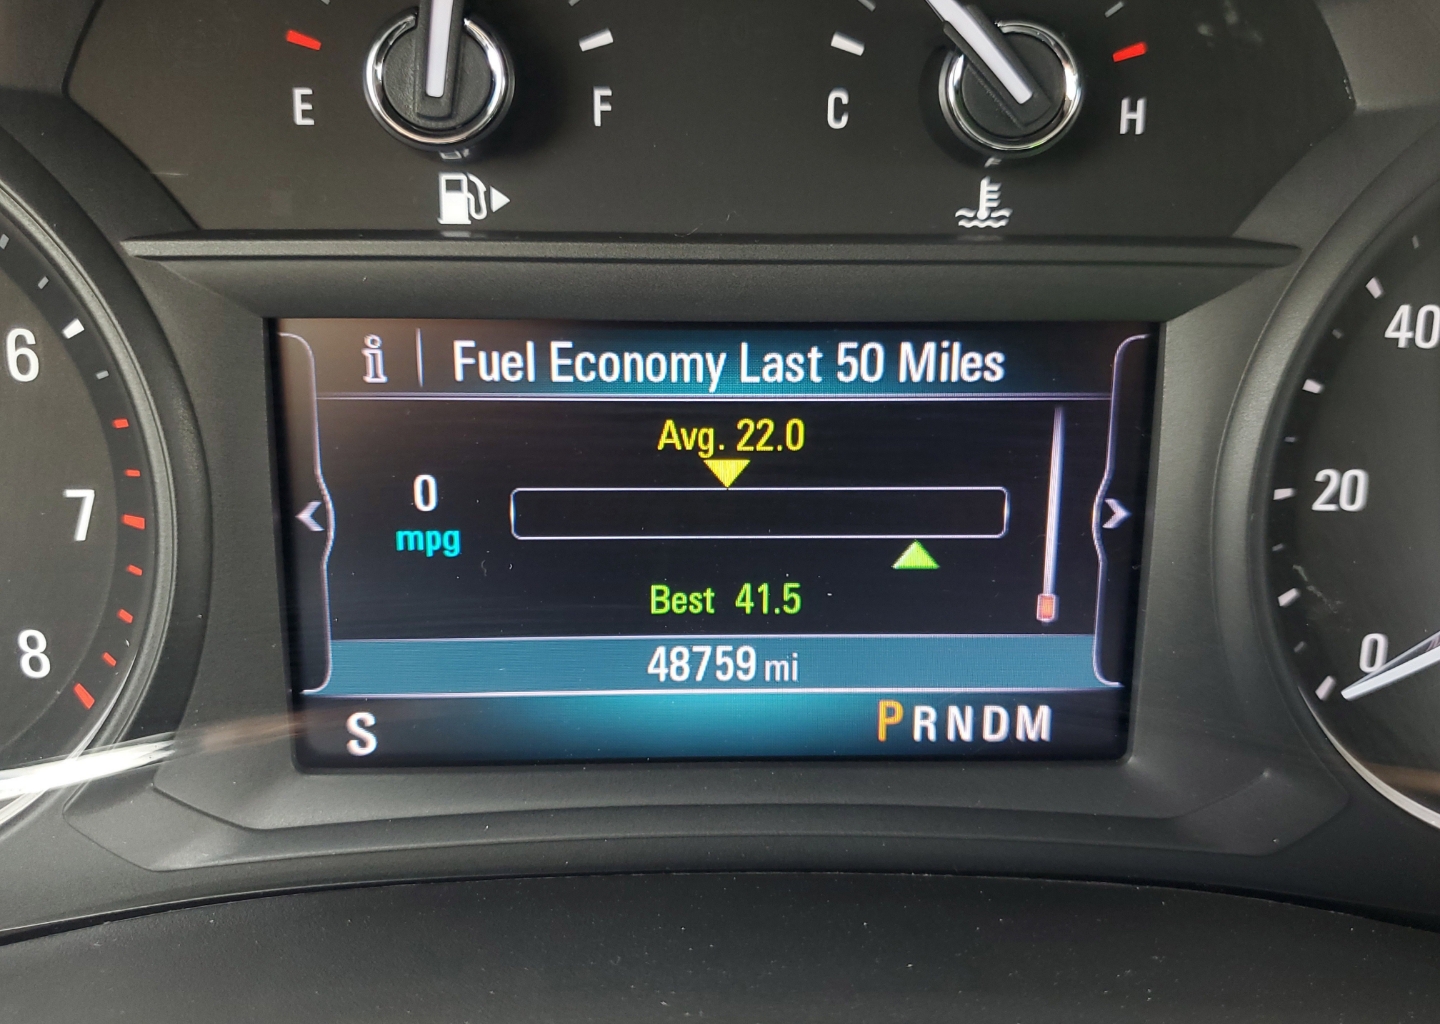 E F C H
i Fuel Economy Last 50 Miles
Avg. 22.0
0
mpg
Best 41.5
48759 mi
S PRNDM
6
7
8
40
20
0